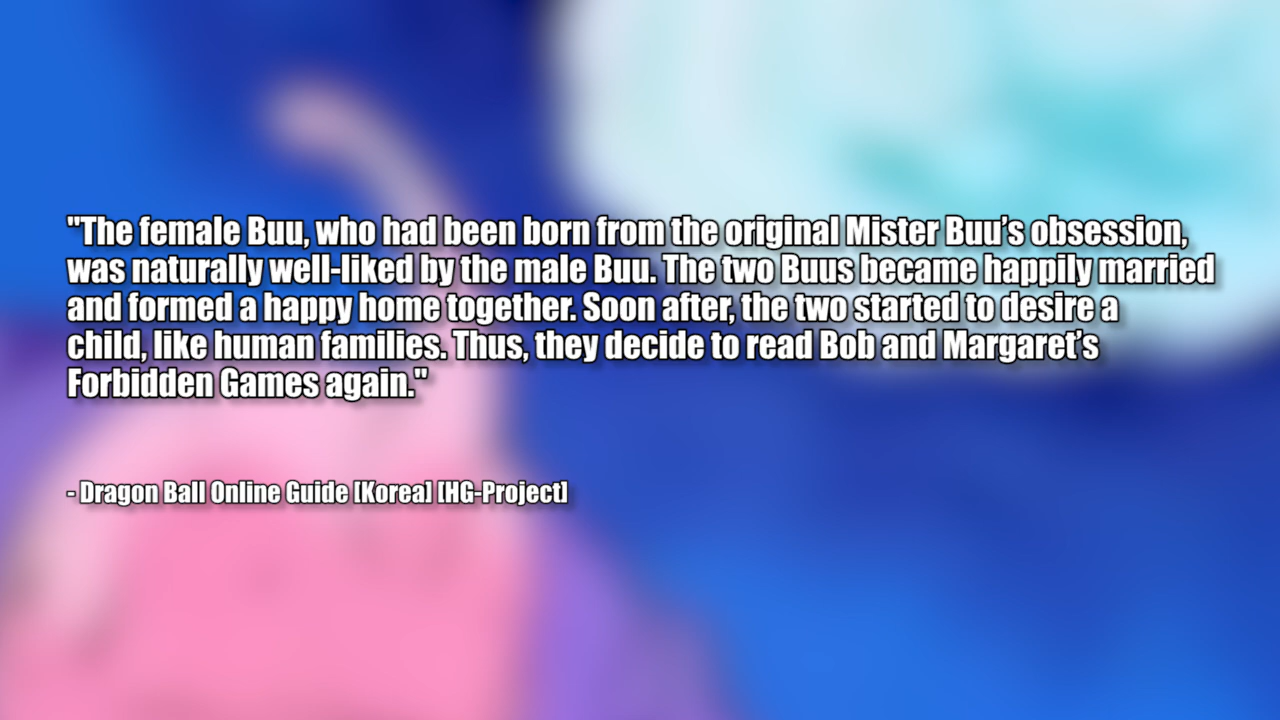 "The female Buu, who had been born from the original Mister Buu’s obsession,
was naturally well-liked by the male Buu. The two Buus became happily married
and formed a happy home together. Soon after, the two started to desire a
child, like human families. Thus, they decide to read Bob and Margaret’s
Forbidden Games again."
- Dragon Ball Online Guide [Korea] [HG-Project]